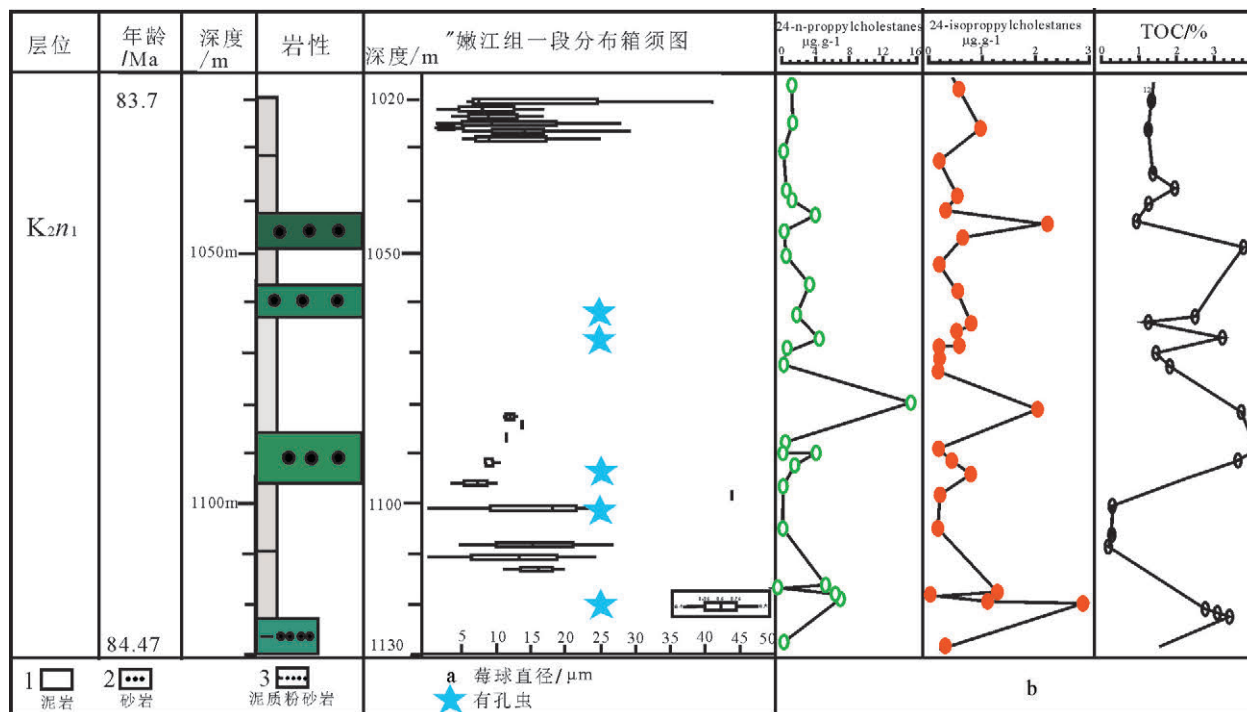 层位
年龄
/Ma
深度
/m
岩性
"嫩江组一段分布箱须图
深度/m
24-n-proppylcholestanes
μg.g-1
0 4 8 12 16
24-isoproppylcholestanes
μg.g-1
0 1 2 3
TOC/%
0 1 2 3
83.7
K2n1
84.47
1050m
1100m
1020
1050
1100
1130
5 10 15 20 25 30 35 40 45 50
a 莓球直径/μm
有孔虫
b
1
泥岩
2
砂岩
3
泥质粉砂岩